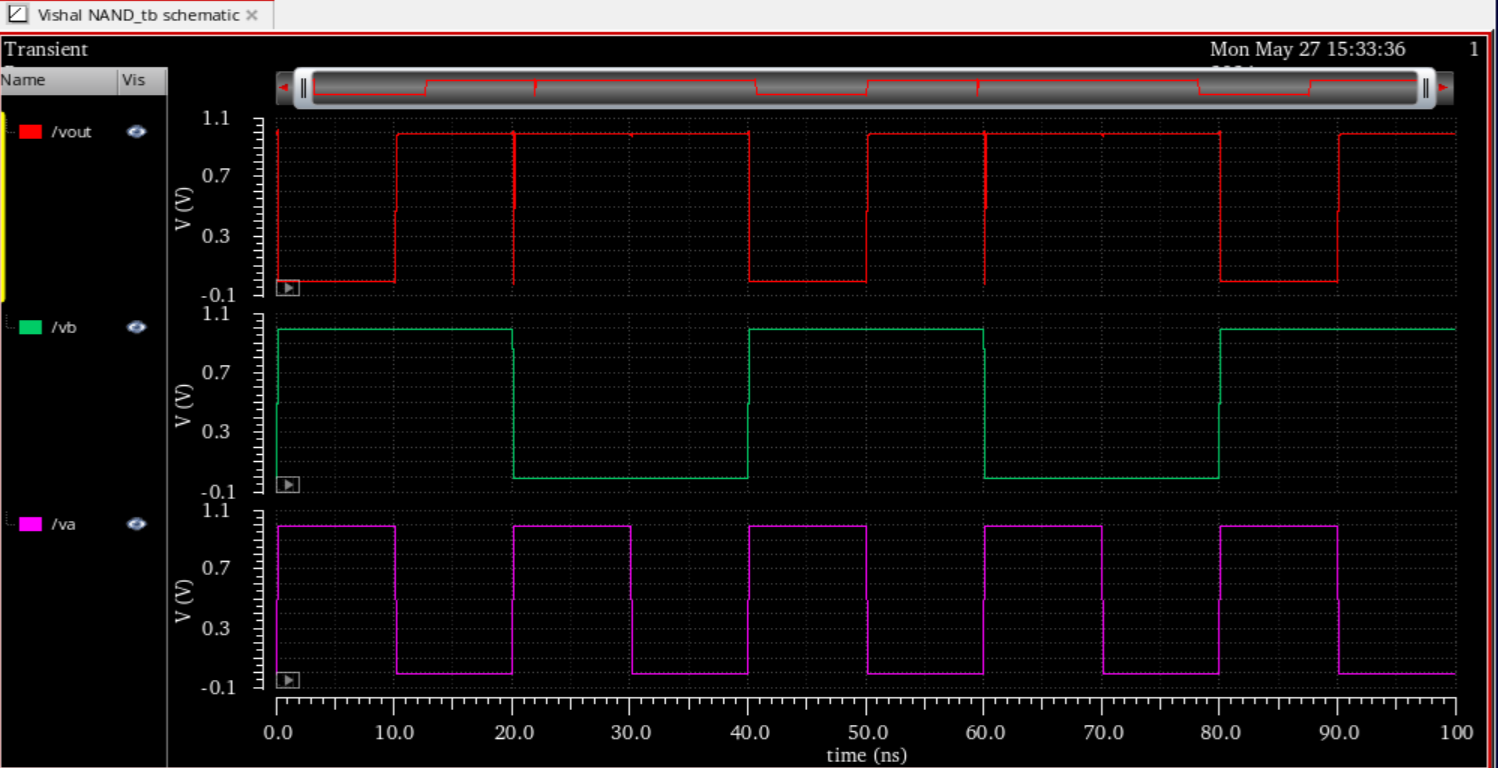 Vishal NAND_tb schematic
Transient
Mon May 27 15:33:36 1
Name Vis
/vout
1.1
0.7
0.3
-0.1
V (V)
/vb
1.1
0.7
0.3
-0.1
V (V)
/va
1.1
0.7
0.3
-0.1
V (V)
0.0 10.0 20.0 30.0 40.0 50.0 60.0 70.0 80.0 90.0 100
time (ns)